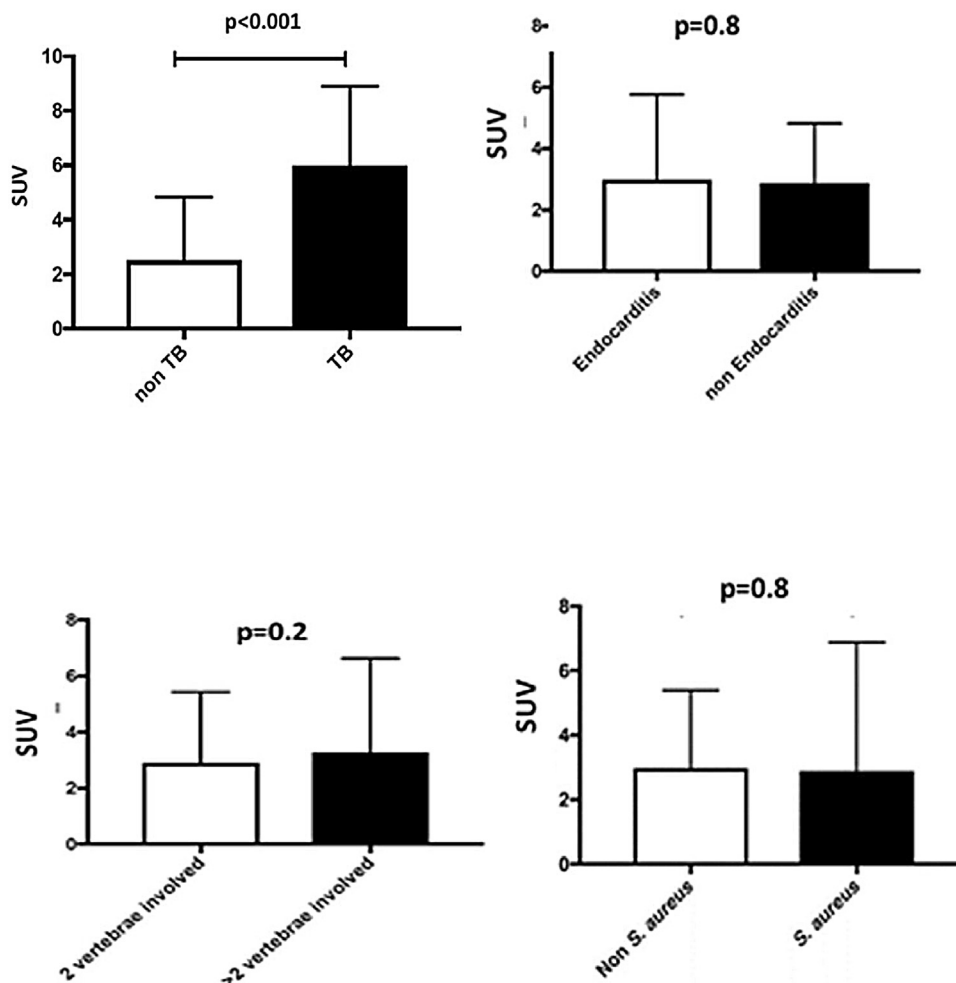 p<0.001
10
8
6
4
2
0
SUV
non TB
TB
p=0.8
8
6
4
2
0
SUV
Endocarditis
non Endocarditis
p=0.2
8
6
4
2
0
SUV
2 vertebrae involved
>2 vertebrae involved
p=0.8
8
6
4
2
0
SUV
Non S. aureus
S. aureus